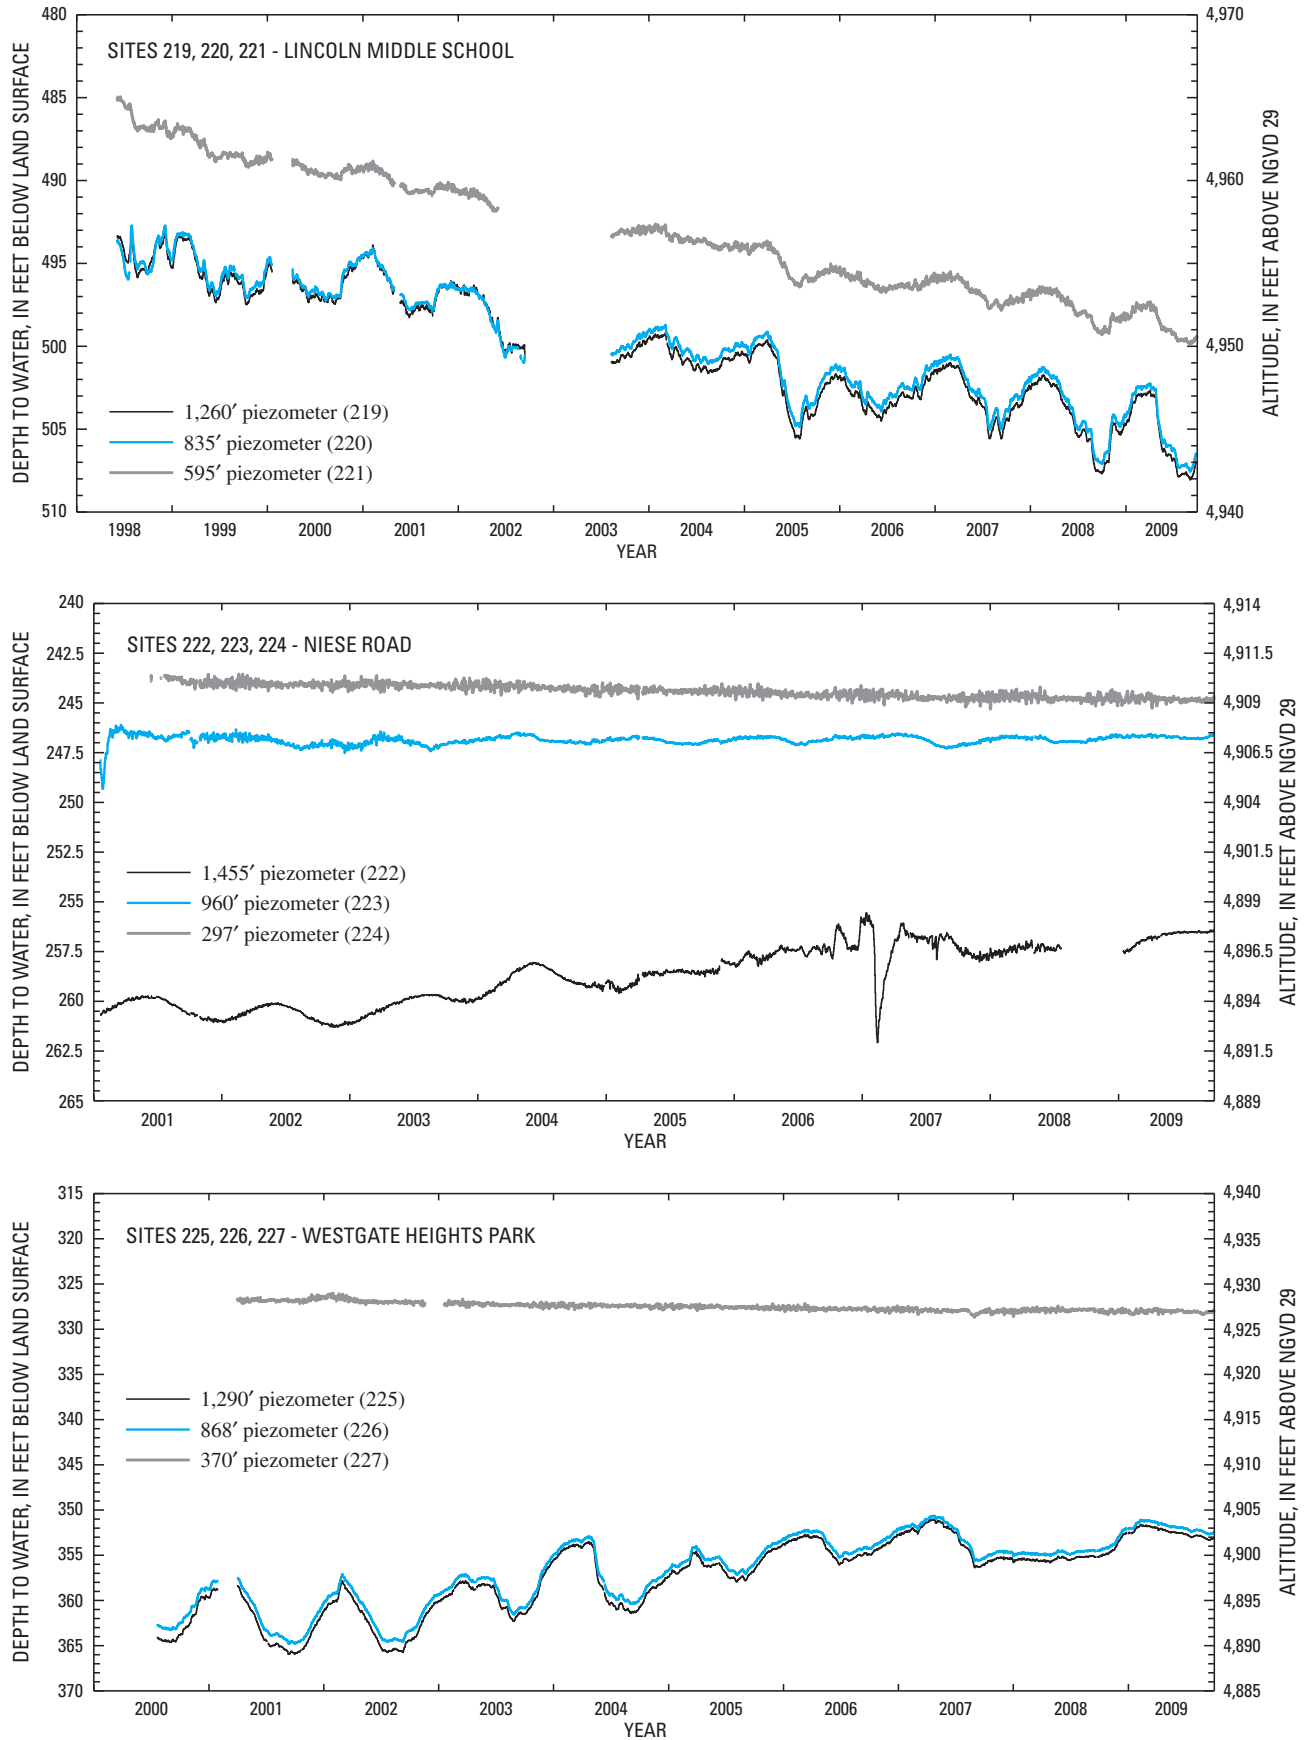 SITES 219, 220, 221 - LINCOLN MIDDLE SCHOOL
DEPTH TO WATER, IN FEET BELOW LAND SURFACE
480
485
490
495
500
505
510
4,970
4,960
4,950
4,940
ALTITUDE, IN FEET ABOVE NGVD 29
1,260′ piezometer (219)
835′ piezometer (220)
595′ piezometer (221)
1998 1999 2000 2001 2002 2003 2004 2005 2006 2007 2008 2009
YEAR
SITES 222, 223, 224 - NIESE ROAD
DEPTH TO WATER, IN FEET BELOW LAND SURFACE
240
242.5
245
247.5
250
252.5
255
257.5
260
262.5
265
4,914
4,911.5
4,909
4,906.5
4,904
4,901.5
4,899
4,896.5
4,894
4,891.5
4,889
ALTITUDE, IN FEET ABOVE NGVD 29
1,455′ piezometer (222)
960′ piezometer (223)
297′ piezometer (224)
2001 2002 2003 2004 2005 2006 2007 2008 2009
YEAR
SITES 225, 226, 227 - WESTGATE HEIGHTS PARK
DEPTH TO WATER, IN FEET BELOW LAND SURFACE
315
320
325
330
335
340
345
350
355
360
365
370
4,940
4,935
4,930
4,925
4,920
4,915
4,910
4,905
4,900
4,895
4,890
4,885
ALTITUDE, IN FEET ABOVE NGVD 29
1,290′ piezometer (225)
868′ piezometer (226)
370′ piezometer (227)
2000 2001 2002 2003 2004 2005 2006 2007 2008 2009
YEAR